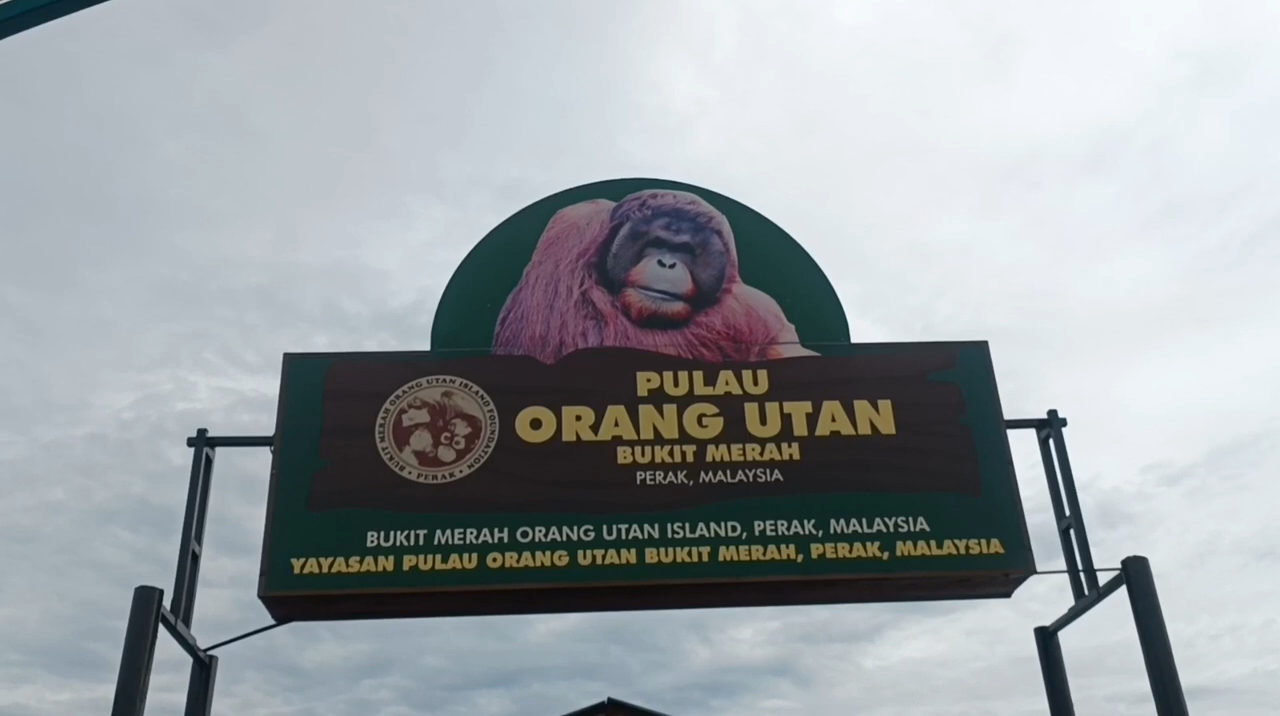 PULAU
ORANG UTAN
BUKIT MERAH
PERAK, MALAYSIA
BUKIT MERAH ORANG UTAN ISLAND FOUNDATION
• PERAK •
BUKIT MERAH ORANG UTAN ISLAND, PERAK, MALAYSIA
YAYASAN PULAU ORANG UTAN BUKIT MERAH, PERAK, MALAYSIA